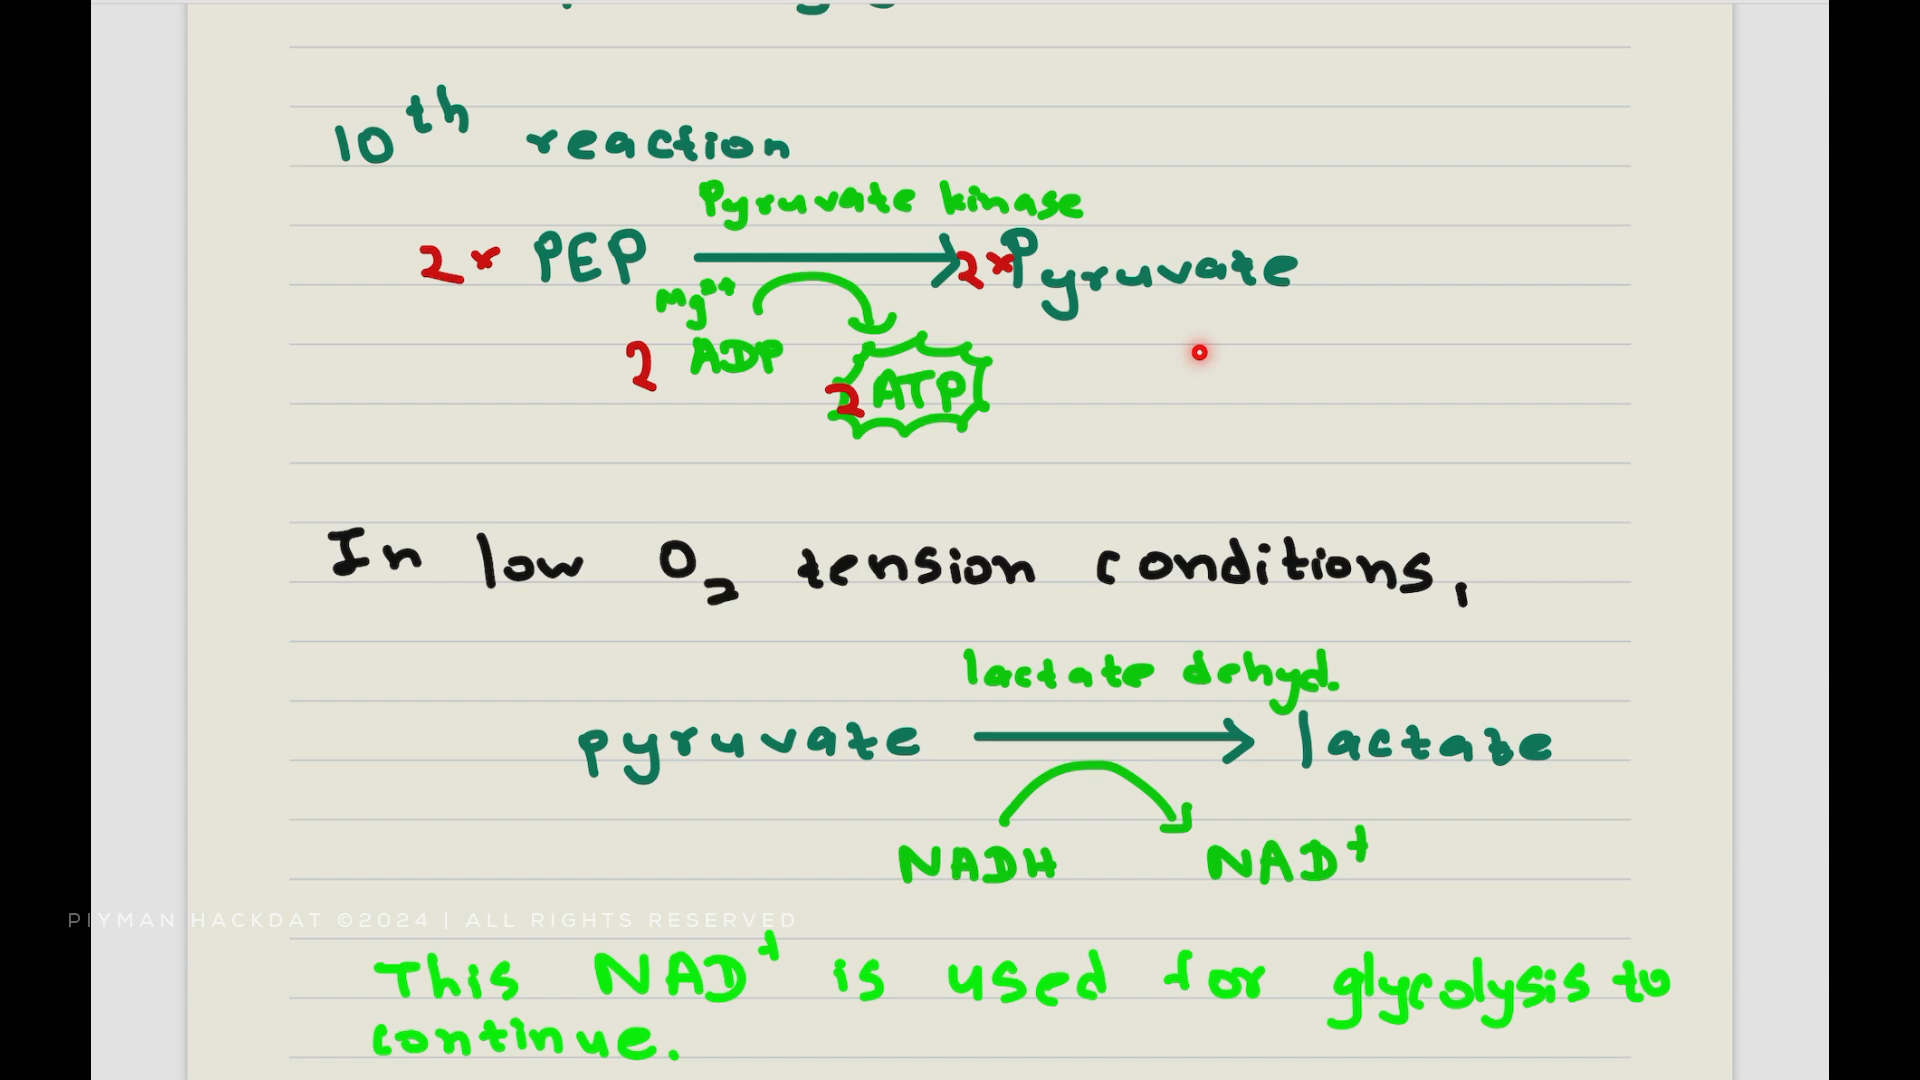 10th reaction
Pyruvate kinase
2× PEP → 2× Pyruvate
Mg++
2 ADP
2 ATP
In low O2 tension conditions,
lactate dehyd.
pyruvate → lactate
NADH NAD+
PIYMAN HACKDAT ©2024 | ALL RIGHTS RESERVED
This NAD+ is used for glycolysis to
continue.